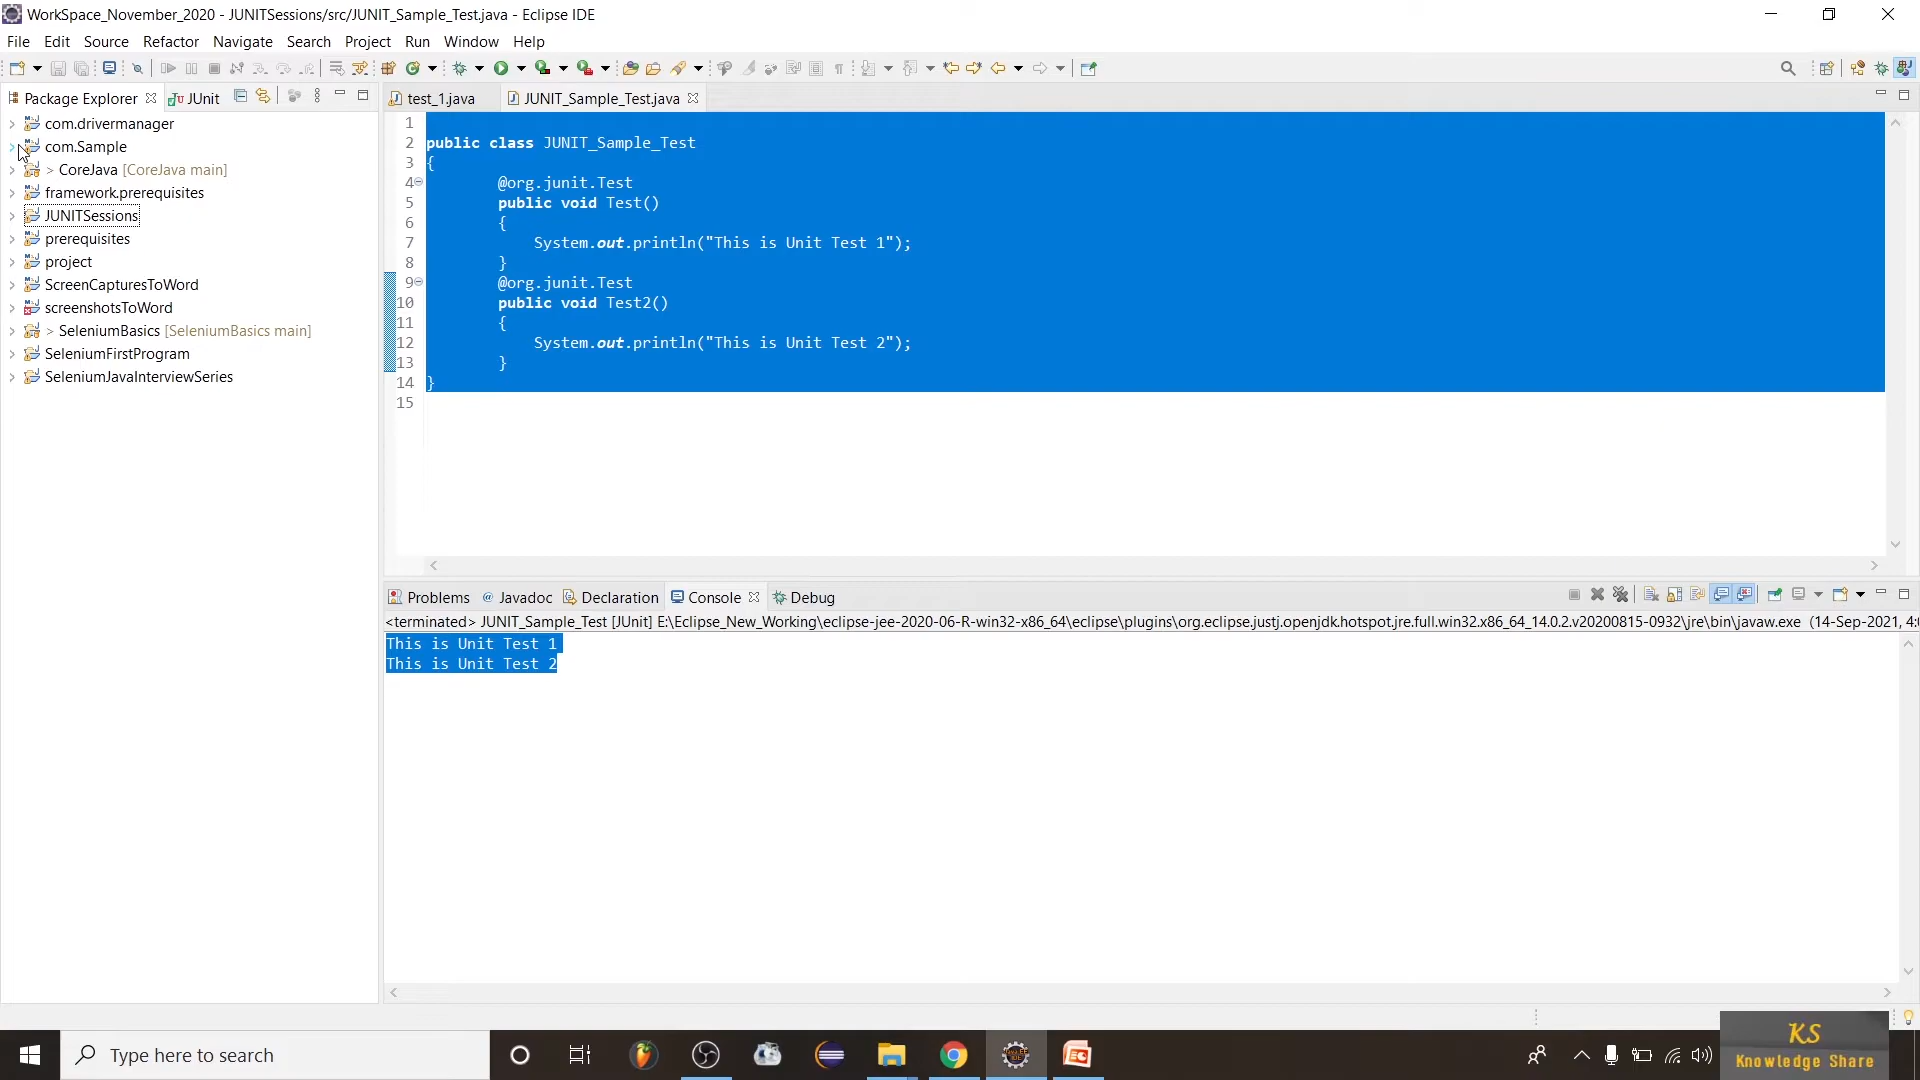 WorkSpace_November_2020 - JUNITSessions/src/JUNIT_Sample_Test.java - Eclipse IDE
File Edit Source Refactor Navigate Search Project Run Window Help
Package Explorer JUnit
com.drivermanager
com.Sample
> CoreJava [CoreJava main]
framework.prerequisites
JUNITSessions
prerequisites
project
ScreenCapturesToWord
screenshotsToWord
> SeleniumBasics [SeleniumBasics main]
SeleniumFirstProgram
SeleniumJavaInterviewSeries
test_1.java JUNIT_Sample_Test.java
1
2 public class JUNIT_Sample_Test
3 {
4 @org.junit.Test
5 public void Test()
6 {
7 System.out.println("This is Unit Test 1");
8 }
9 @org.junit.Test
10 public void Test2()
11 {
12 System.out.println("This is Unit Test 2");
13 }
14 }
15
Problems Javadoc Declaration Console Debug
<terminated> JUNIT_Sample_Test [JUnit] E:\Eclipse_New_Working\eclipse-jee-2020-06-R-win32-x86_64\eclipse\plugins\org.eclipse.justj.openjdk.hotspot.jre.full.win32.x86_64_14.0.2.v20200815-0932\jre\bin\javaw.exe (14-Sep-2021, 4:
This is Unit Test 1
This is Unit Test 2
Type here to search
KS
Knowledge Share